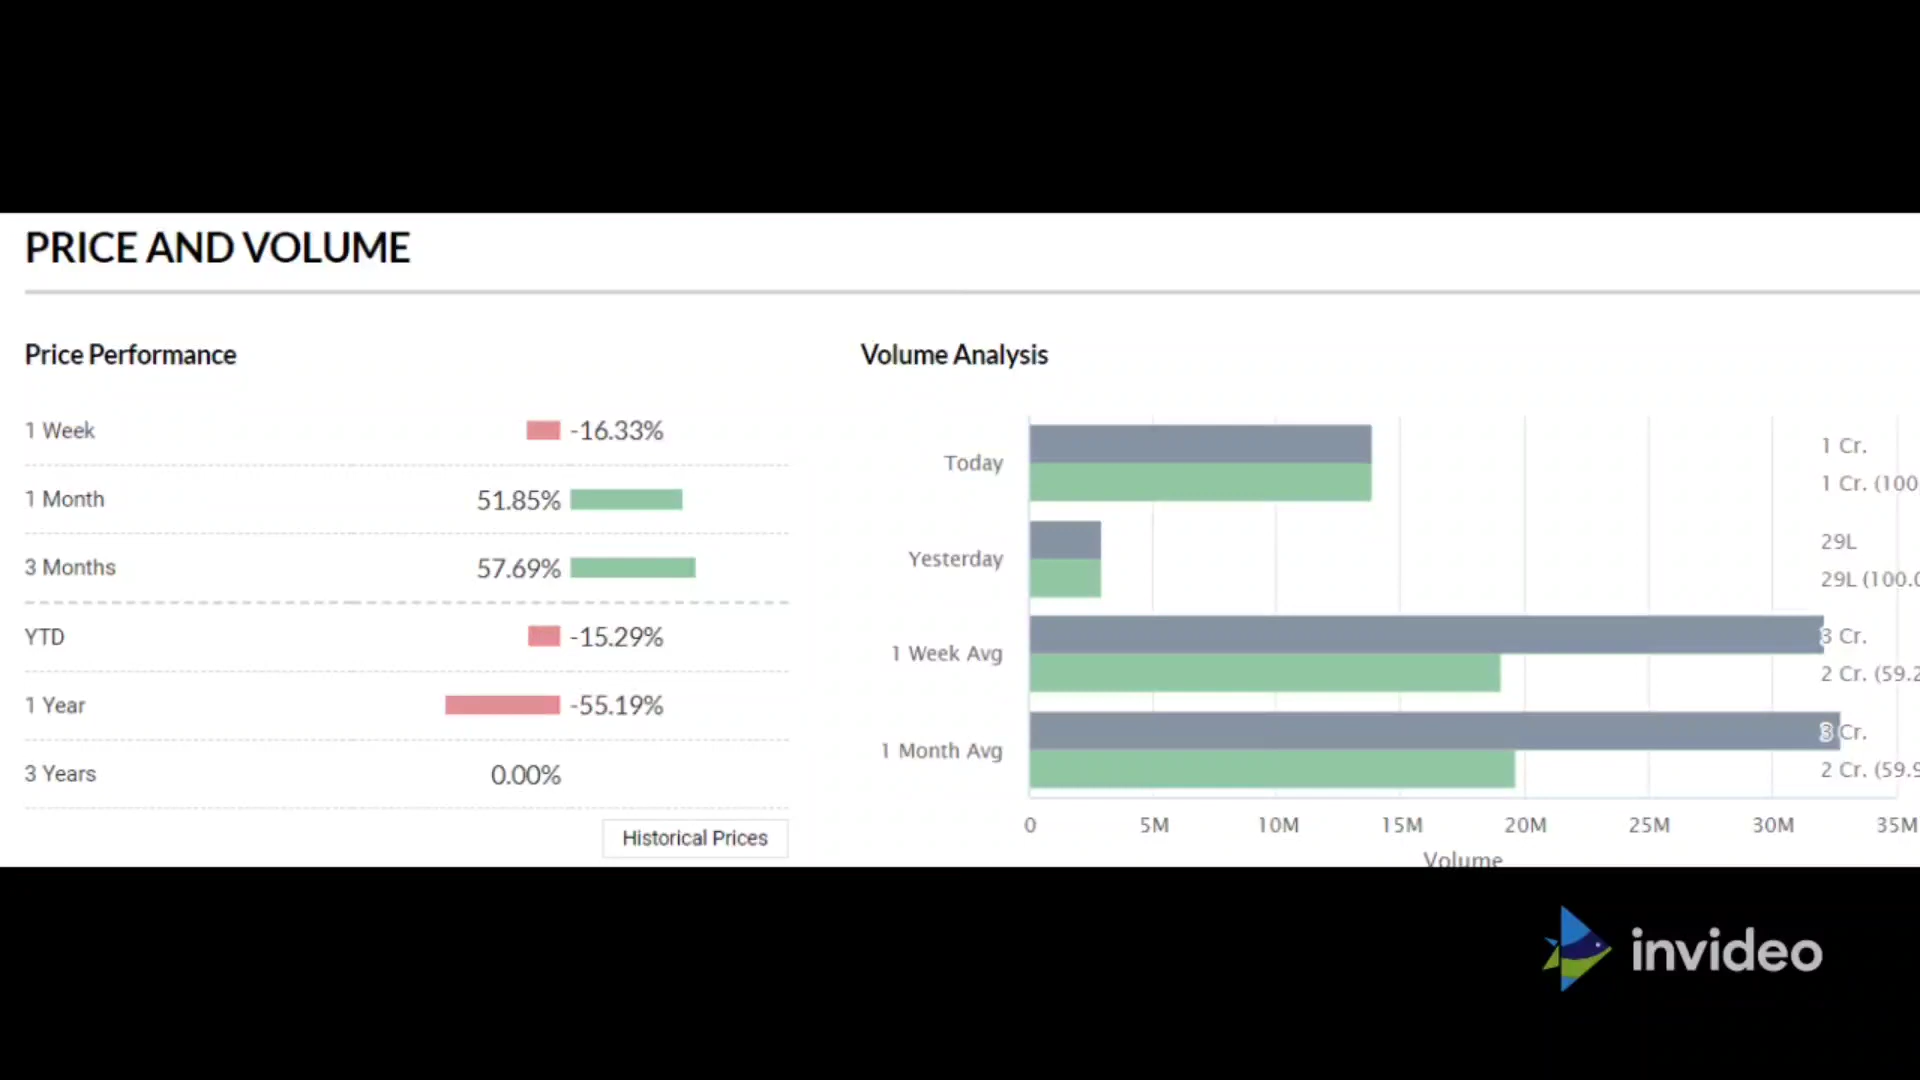 PRICE AND VOLUME
Price Performance
1 Week -16.33%
1 Month 51.85%
3 Months 57.69%
YTD -15.29%
1 Year -55.19%
3 Years 0.00%
Historical Prices
Volume Analysis
Today 1 Cr.
1 Cr. (100
Yesterday 29L
29L (100.0
1 Week Avg 3 Cr.
2 Cr. (59.2
1 Month Avg 3 Cr.
2 Cr. (59.9
0 5M 10M 15M 20M 25M 30M 35M
Volume
invideo